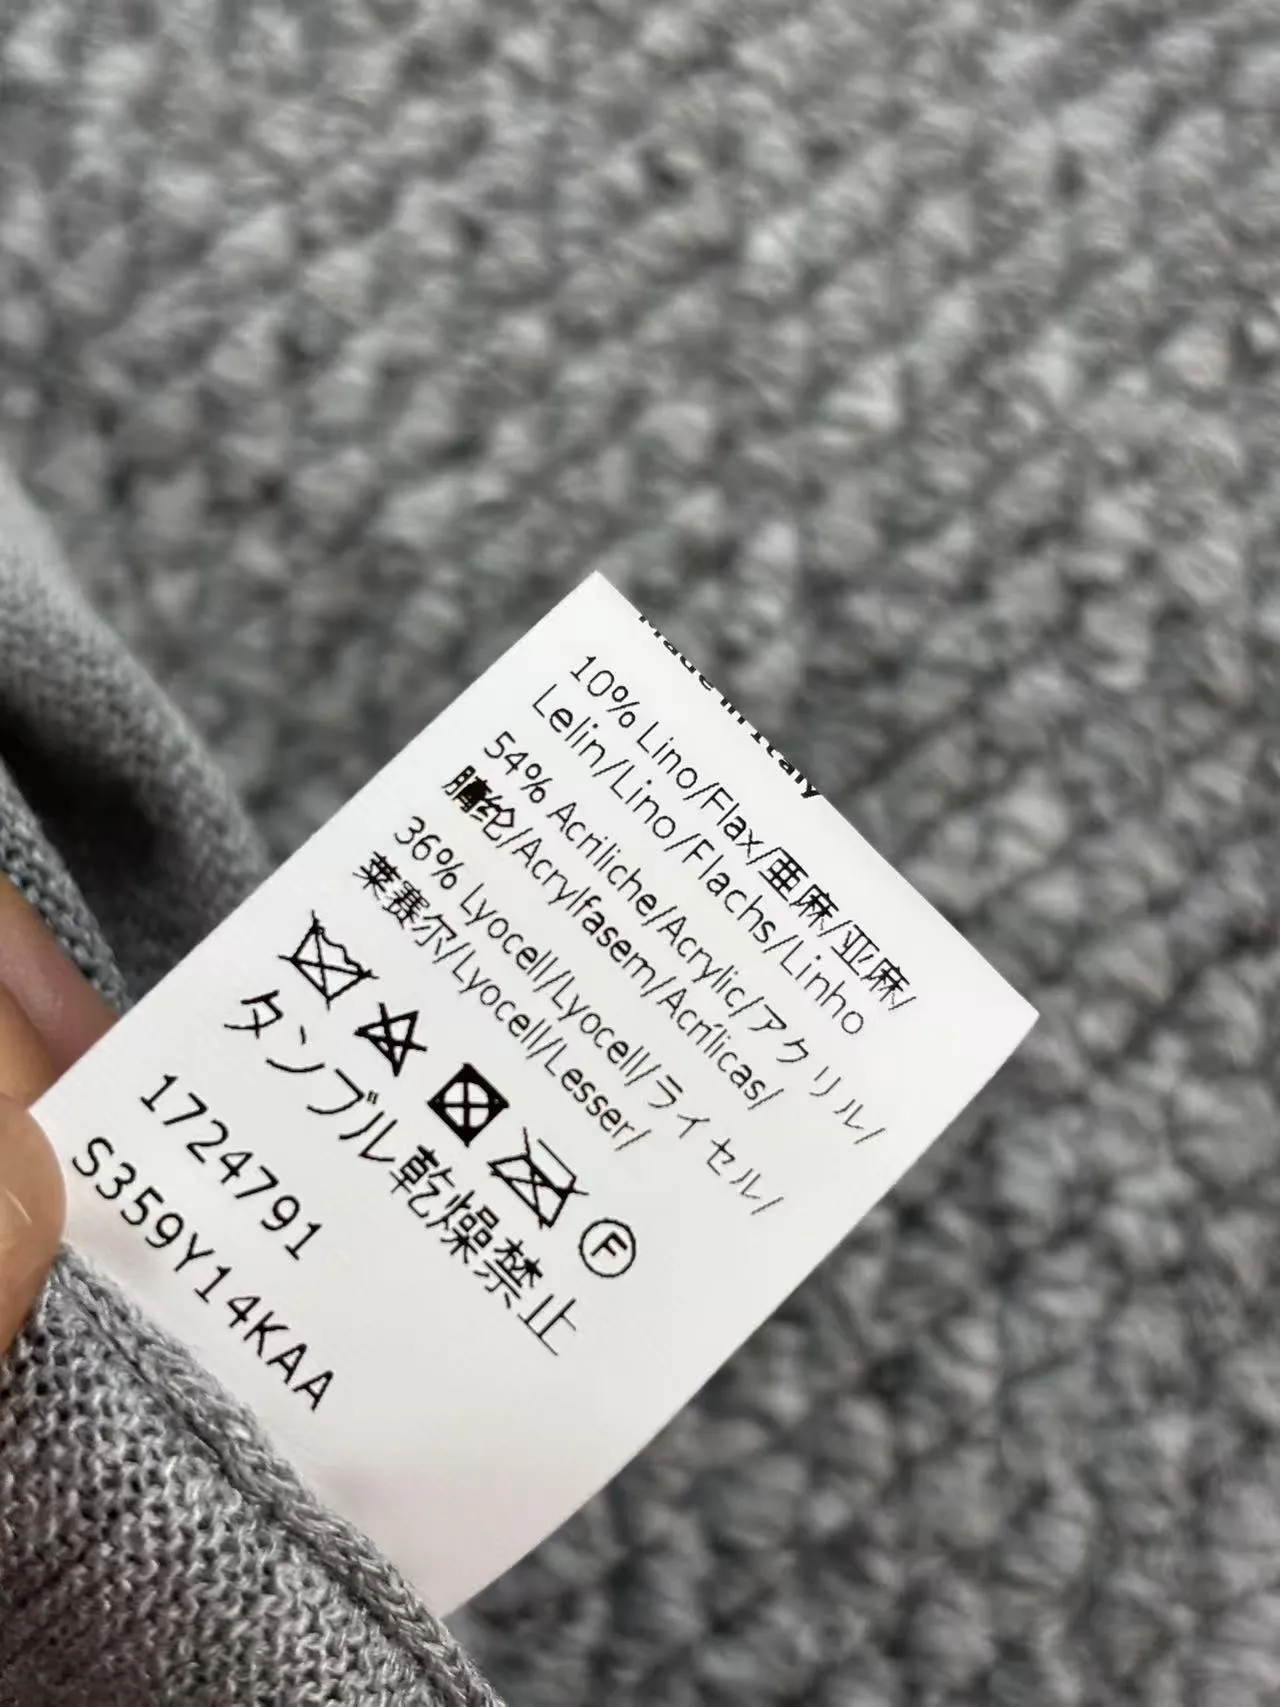 Made in Italy
10% Lino/Flax/亜麻/亚麻/
Lelin/Lino/Flachs/Linho
54% Acriliche/Acrylic/アクリル/
腈纶/Acrylfasern/Acrílicas/
36% Lyocell/Lyocell/ライセル/
莱赛尔/Lyocell/Lesser/
F
タンブル乾燥禁止
1724791
S359Y14KAA